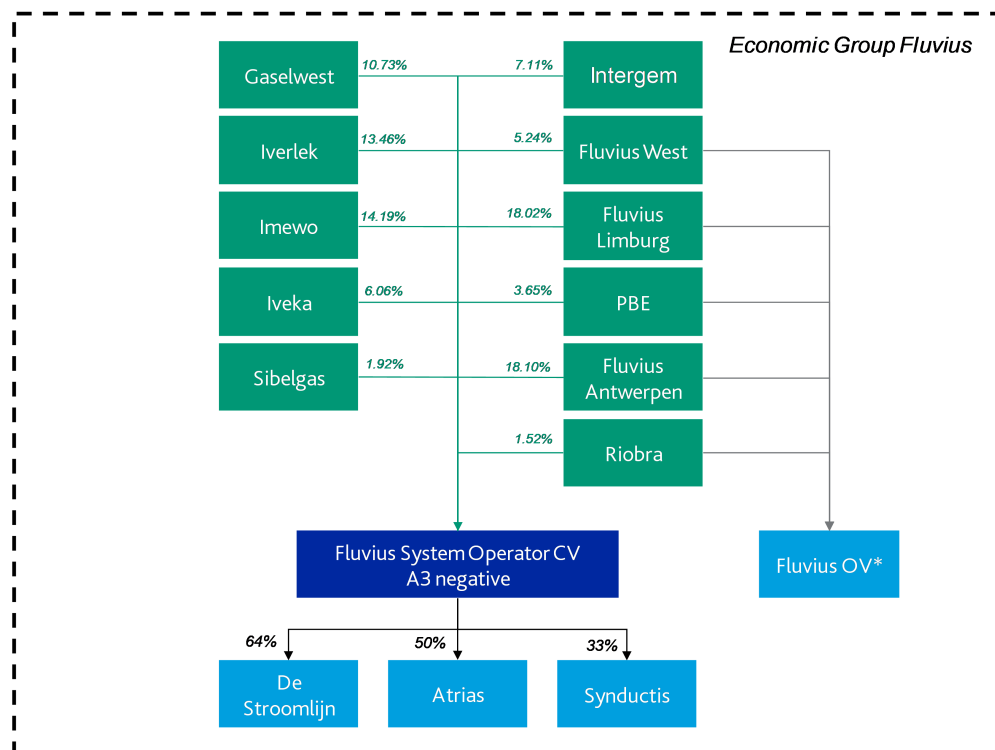 Economic Group Fluvius
Gaselwest
10.73%
7.11%
Intergem
Iverlek
13.46%
5.24%
Fluvius West
Imewo
14.19%
18.02%
Fluvius
Limburg
Iveka
6.06%
3.65%
PBE
Sibelgas
1.92%
18.10%
Fluvius
Antwerpen
1.52%
Riobra
Fluvius System Operator CV
A3 negative
Fluvius OV*
64%
50%
33%
De
Stroomlijn
Atrias
Synductis